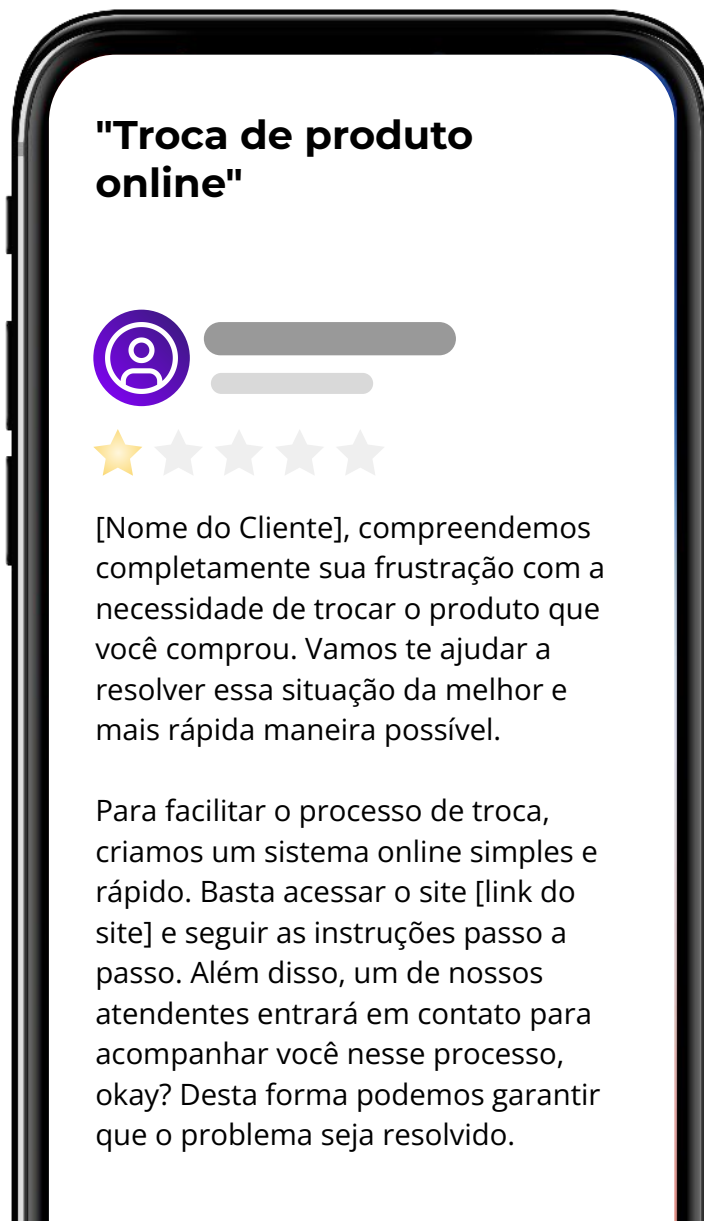 "Troca de produto
online"
[Nome do Cliente], compreendemos
completamente sua frustração com a
necessidade de trocar o produto que
você comprou. Vamos te ajudar a
resolver essa situação da melhor e
mais rápida maneira possível.
Para facilitar o processo de troca,
criamos um sistema online simples e
rápido. Basta acessar o site [link do
site] e seguir as instruções passo a
passo. Além disso, um de nossos
atendentes entrará em contato para
acompanhar você nesse processo,
okay? Desta forma podemos garantir
que o problema seja resolvido.